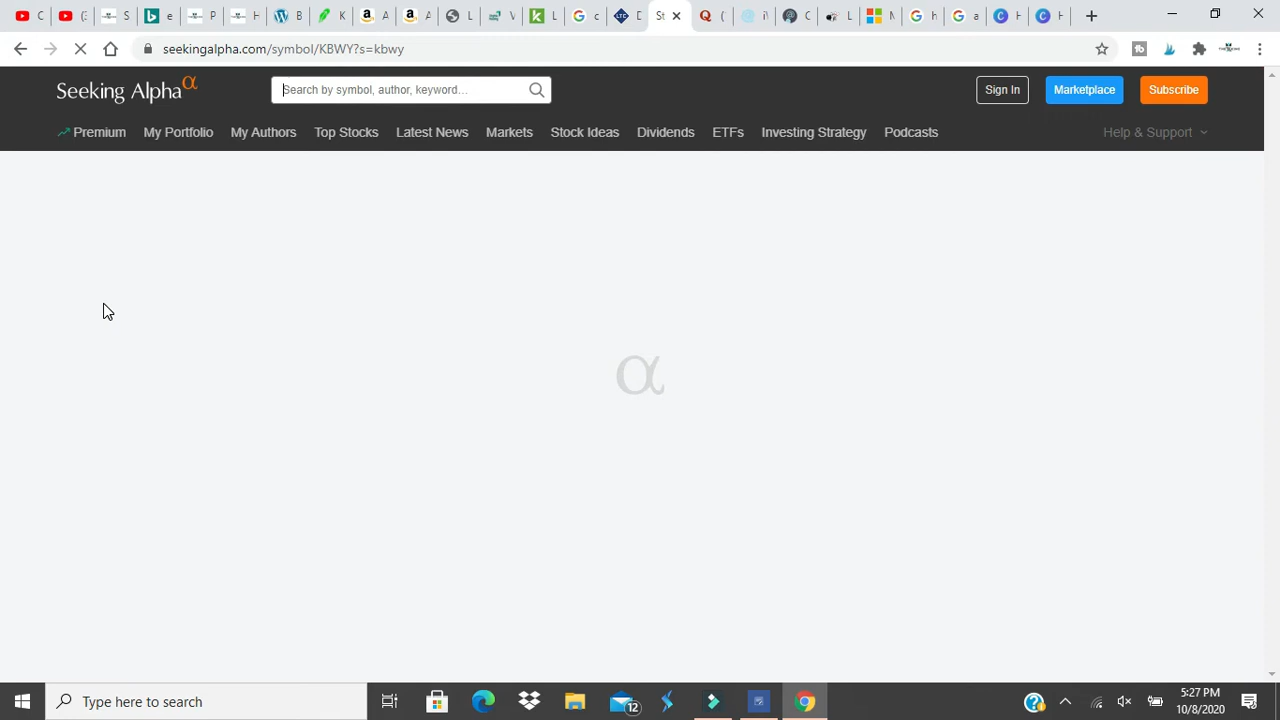 seekingalpha.com/symbol/KBWY?s=kbwy
Seeking Alpha α
Search by symbol, author, keyword...
Sign In
Marketplace
Subscribe
Premium
My Portfolio
My Authors
Top Stocks
Latest News
Markets
Stock Ideas
Dividends
ETFs
Investing Strategy
Podcasts
Help & Support
α
Type here to search
12
5:27 PM
10/8/2020